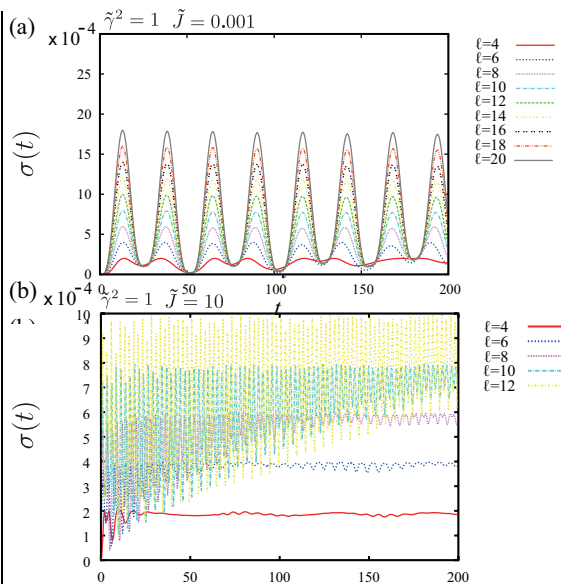 (a) ×10⁻⁴ γ̃² = 1 J̃ = 0.001
25
20
15
10
5
0
σ(t)
0 50 100 150 200
t
ℓ=4
ℓ=6
ℓ=8
ℓ=10
ℓ=12
ℓ=14
ℓ=16
ℓ=18
ℓ=20
(b) ×10⁻⁴ γ̃² = 1 J̃ = 10
10
9
8
7
6
5
4
3
2
1
0
σ(t)
0 50 100 150 200
ℓ=4
ℓ=6
ℓ=8
ℓ=10
ℓ=12